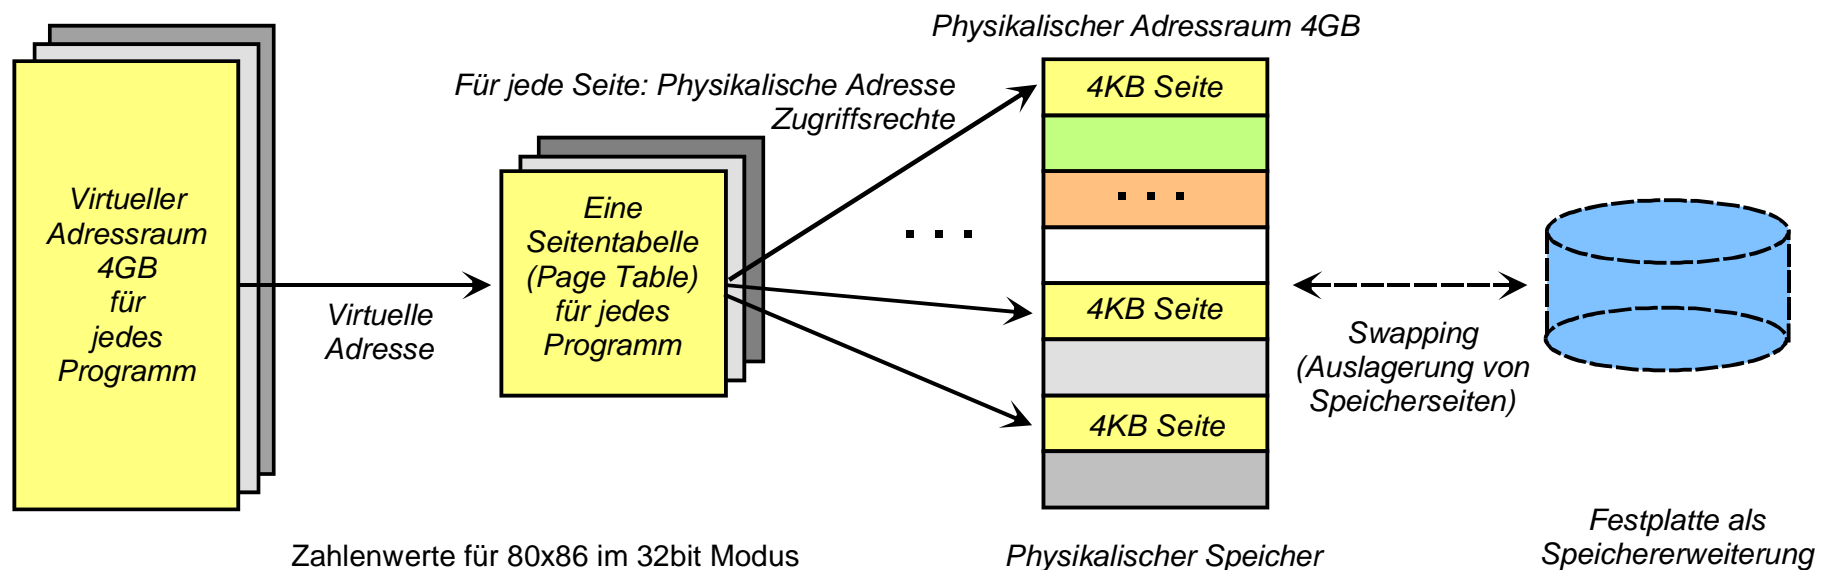 Physikalischer Adressraum 4GB
Für jede Seite: Physikalische Adresse
Zugriffsrechte
Virtueller
Adressraum
4GB
für
jedes
Programm
Virtuelle
Adresse
Eine
Seitentabelle
(Page Table)
für jedes
Programm
. . .
4KB Seite
. . .
4KB Seite
4KB Seite
Swapping
(Auslagerung von
Speicherseiten)
Zahlenwerte für 80x86 im 32bit Modus
Physikalischer Speicher
Festplatte als
Speichererweiterung